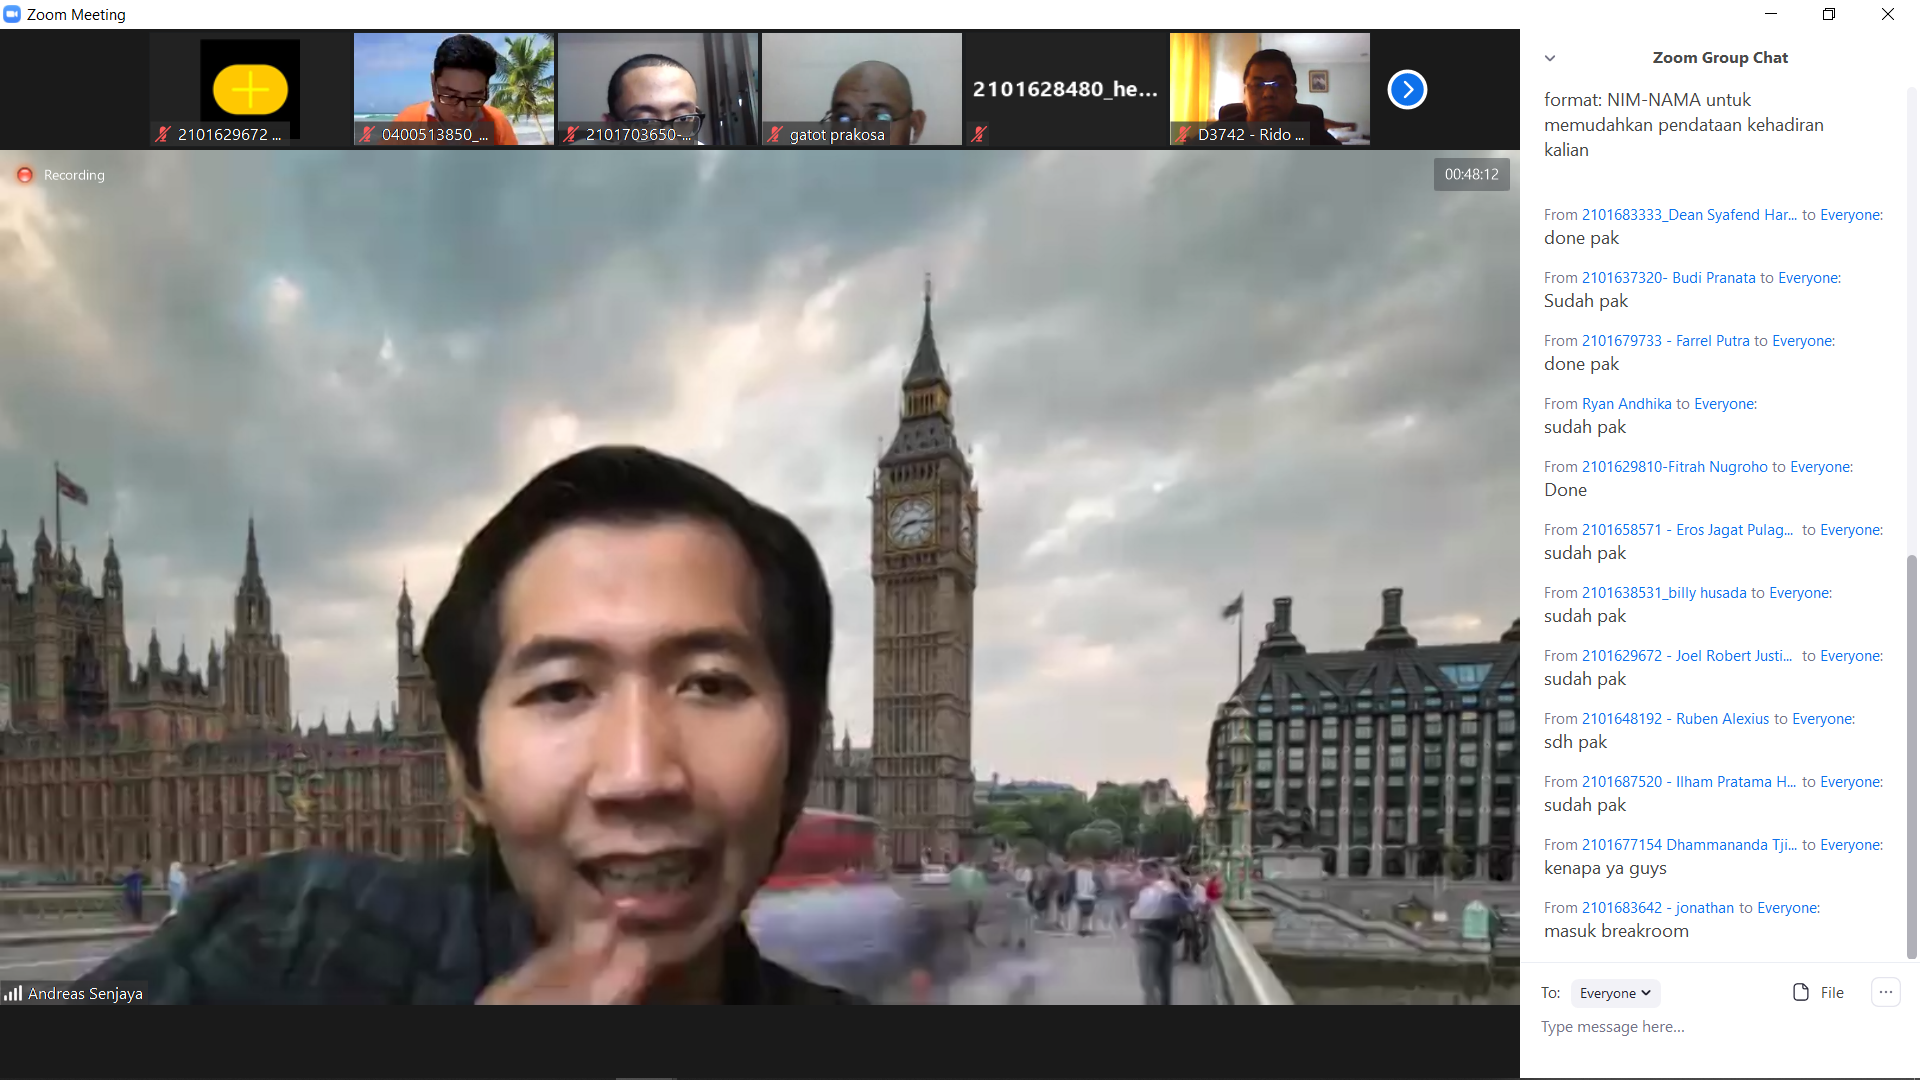 Zoom Meeting
2101629672 ...
0400513850_...
2101703650-...
gatot prakosa
2101628480_he...
D3742 - Rido ...
Recording
00:48:12
Andreas Senjaya
Zoom Group Chat
format: NIM-NAMA untuk
memudahkan pendataan kehadiran
kalian
From 2101683333_Dean Syafend Har... to Everyone:
done pak
From 2101637320- Budi Pranata to Everyone:
Sudah pak
From 2101679733 - Farrel Putra to Everyone:
done pak
From Ryan Andhika to Everyone:
sudah pak
From 2101629810-Fitrah Nugroho to Everyone:
Done
From 2101658571 - Eros Jagat Pulag... to Everyone:
sudah pak
From 2101638531_billy husada to Everyone:
sudah pak
From 2101629672 - Joel Robert Justi... to Everyone:
sudah pak
From 2101648192 - Ruben Alexius to Everyone:
sdh pak
From 2101687520 - Ilham Pratama H... to Everyone:
sudah pak
From 2101677154 Dhammananda Tji... to Everyone:
kenapa ya guys
From 2101683642 - jonathan to Everyone:
masuk breakroom
To: Everyone File ...
Type message here...